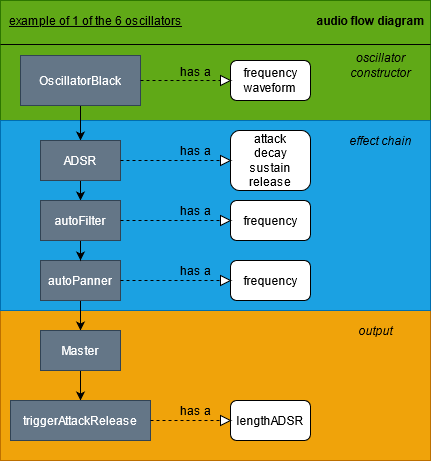 example of 1 of the 6 oscillators
audio flow diagram
oscillator
constructor
OscillatorBlack
has a
frequency
waveform
effect chain
ADSR
has a
attack
decay
sustain
release
autoFilter
has a
frequency
autoPanner
has a
frequency
output
Master
triggerAttackRelease
has a
lengthADSR